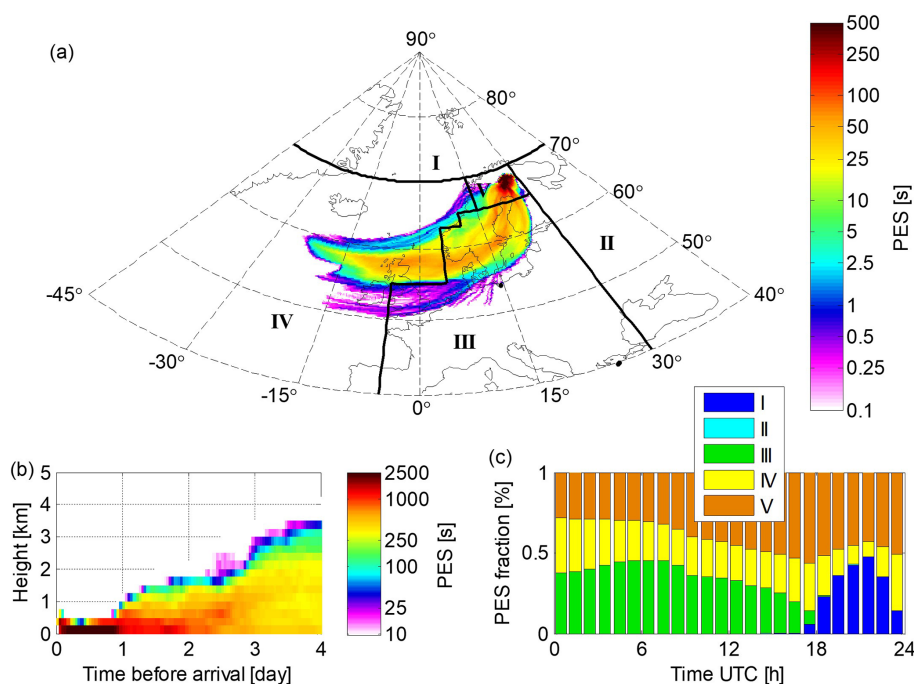 (a)
90°
80°
70°
60°
50°
40°
-45°
-30°
-15°
0°
15°
30°
I
II
III
IV
V
500
250
100
50
25
10
5
2.5
1
0.5
0.25
0.1
PES [s]
(b)
5
4
3
2
1
0
Height [km]
0 1 2 3 4
Time before arrival [day]
2500
1000
500
250
100
50
25
10
PES [s]
(c)
I
II
III
IV
V
1
0.5
0
PES fraction [%]
0 6 12 18 24
Time UTC [h]